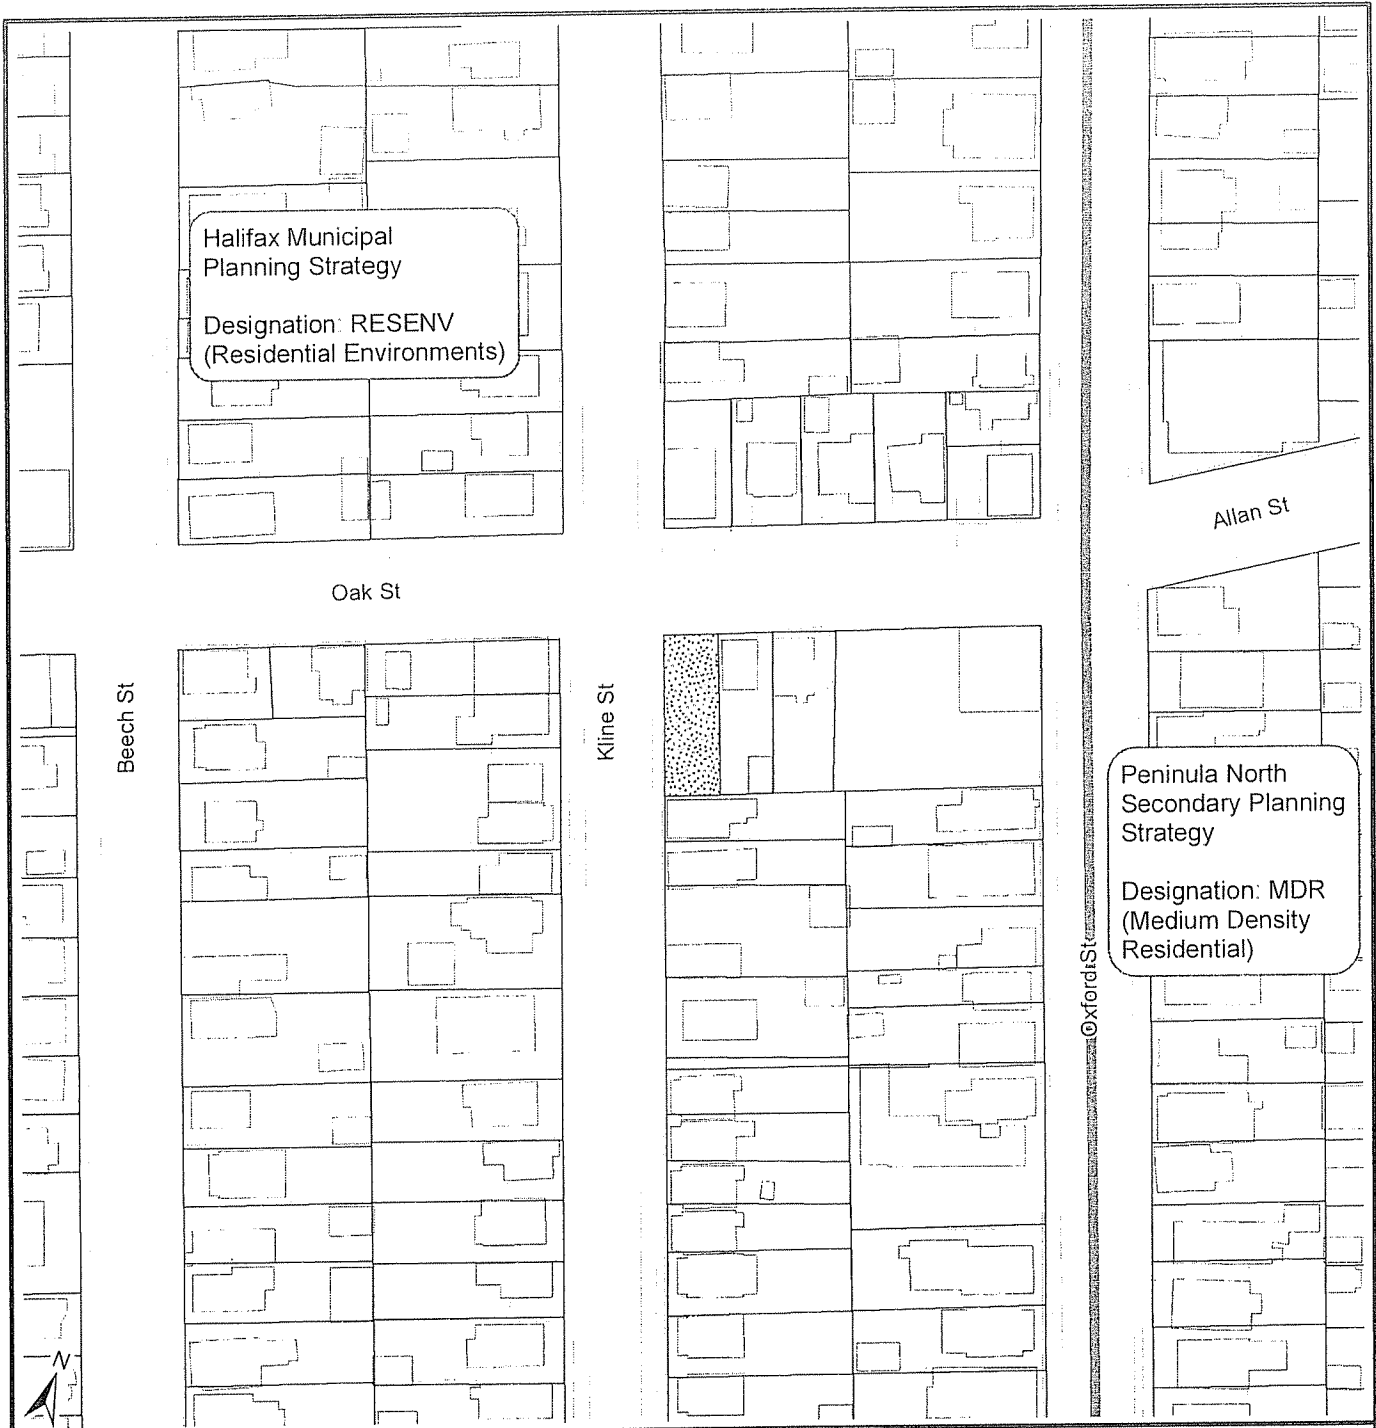 Halifax Municipal
Planning Strategy
Designation: RESENV
(Residential Environments)
Allan St
Oak St
Beech St
Kline St
Peninula North
Secondary Planning
Strategy
Designation: MDR
(Medium Density
Residential)
Oxford St
N